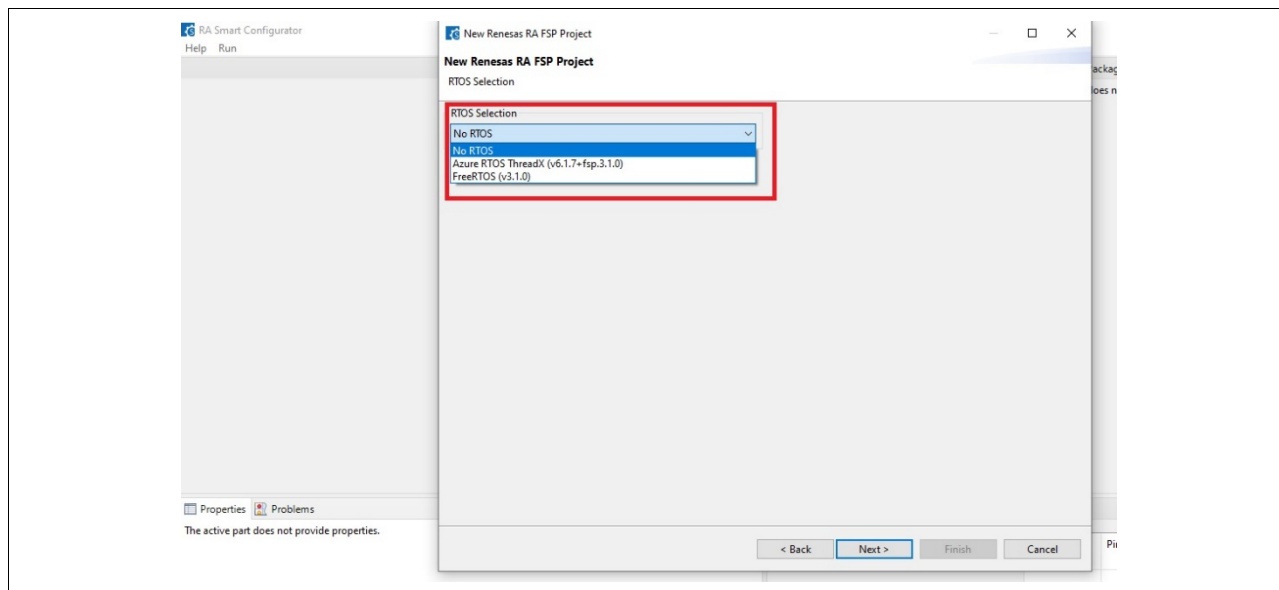 RA Smart Configurator
Help Run
New Renesas RA FSP Project
New Renesas RA FSP Project
RTOS Selection
RTOS Selection
No RTOS
No RTOS
Azure RTOS ThreadX (v6.1.7+fsp.3.1.0)
FreeRTOS (v3.1.0)
Properties Problems
The active part does not provide properties.
< Back Next > Finish Cancel